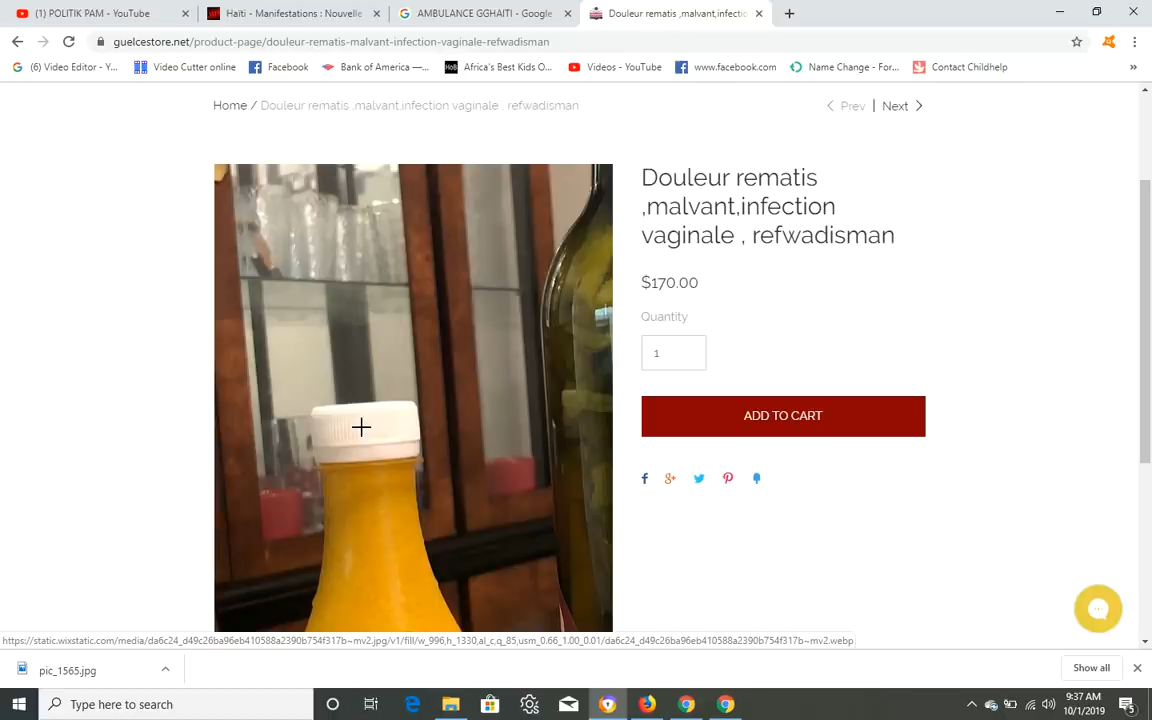 (1) POLITIK PAM - YouTube
Haïti - Manifestations : Nouvelle
AMBULANCE GGHAITI - Google
Douleur rematis ,malvant,infectic
guelcestore.net/product-page/douleur-rematis-malvant-infection-vaginale-refwadisman
(6) Video Editor - Y...
Video Cutter online
Facebook
Bank of America —...
HoB
Africa's Best Kids O...
Videos - YouTube
www.facebook.com
Name Change - For...
Contact Childhelp
»
Home / Douleur rematis ,malvant,infection vaginale , refwadisman
Prev | Next
Douleur rematis
,malvant,infection
vaginale , refwadisman
$170.00
Quantity
1
ADD TO CART
https://static.wixstatic.com/media/da6c24_d49c26ba96eb410588a2390b754f317b~mv2.jpg/v1/fill/w_996,h_1330,al_c,q_85,usm_0.66_1.00_0.01/da6c24_d49c26ba96eb410588a2390b754f317b~mv2.webp
pic_1565.jpg
Show all
Type here to search
9:37 AM
10/1/2019
5